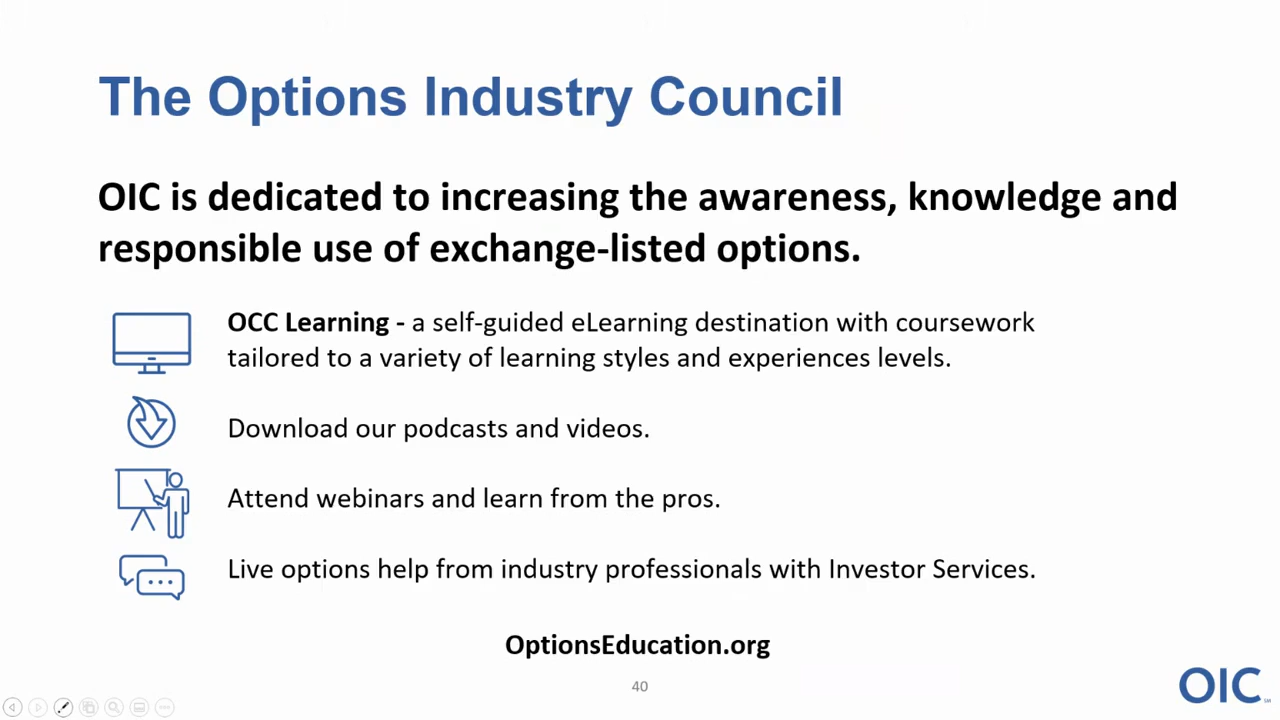 The Options Industry Council
OIC is dedicated to increasing the awareness, knowledge and
responsible use of exchange-listed options.
OCC Learning - a self-guided eLearning destination with coursework
tailored to a variety of learning styles and experiences levels.
Download our podcasts and videos.
Attend webinars and learn from the pros.
Live options help from industry professionals with Investor Services.
OptionsEducation.org
40
OIC℠